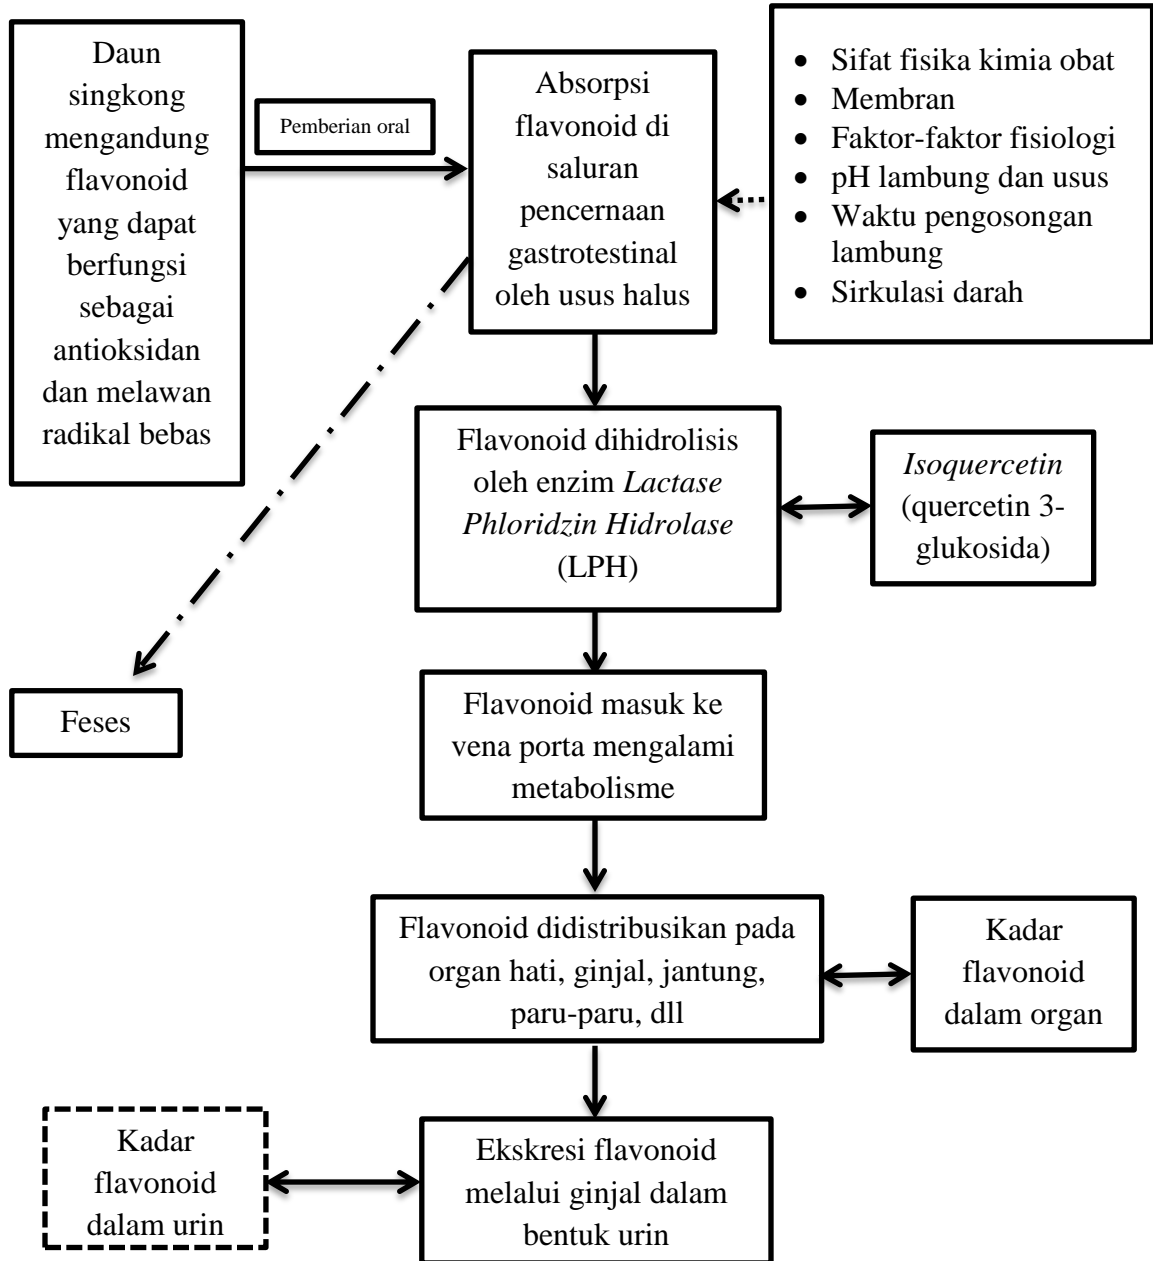 Daun
singkong
mengandung
flavonoid
yang dapat
berfungsi
sebagai
antioksidan
dan melawan
radikal bebas
Pemberian oral
Absorpsi
flavonoid di
saluran
pencernaan
gastrotestinal
oleh usus halus
• Sifat fisika kimia obat
• Membran
• Faktor-faktor fisiologi
• pH lambung dan usus
• Waktu pengosongan
lambung
• Sirkulasi darah
Flavonoid dihidrolisis
oleh enzim Lactase
Phloridzin Hidrolase
(LPH)
Isoquercetin
(quercetin 3-
glukosida)
Feses
Flavonoid masuk ke
vena porta mengalami
metabolisme
Flavonoid didistribusikan pada
organ hati, ginjal, jantung,
paru-paru, dll
Kadar
flavonoid
dalam organ
Kadar
flavonoid
dalam urin
Ekskresi flavonoid
melalui ginjal dalam
bentuk urin